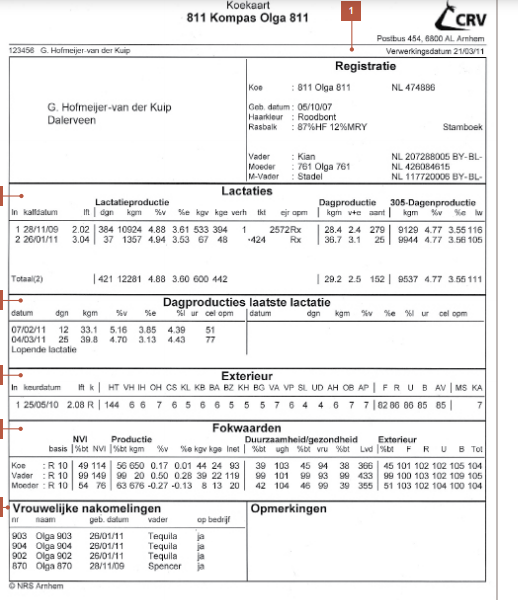 Koekaart
811 Kompas Olga 811
1
CRV
Postbus 454, 6800 AL Arnhem
123456 G. Hofmeijer-van der Kuip
Verwerkingsdatum 21/03/11
G. Hofmeijer-van der Kuip
Dalerveen
Registratie
Koe : 811 Olga 811 NL 474886
Geb. datum : 05/10/07
Haarkleur : Roodbont
Rasbalk : 87%HF 12%MRY Stamboek
Vader : Kian NL 207288005 BY-BL-
Moeder : 761 Olga 761 NL 426084615
M-Vader : Stadel NL 117720006 BY-BL-
Lactaties
Lactatieproductie Dagproductie 305-Dagenproductie
ln kalfdatum lft dgn kgm %v %e kgv kge verh tkt ejr opm kgm v+e aant kgm %v %e lw
1 28/11/09 2.02 384 10924 4.88 3.61 533 394 1 2572Rx 28.4 2.4 279 9129 4.77 3.55 116
2 26/01/11 3.04 37 1357 4.94 3.53 67 48 -424 Rx 36.7 3.1 25 9944 4.77 3.56 105
Totaal(2) 421 12281 4.88 3.60 600 442 29.2 2.5 152 9537 4.77 3.55 111
Dagproducties laatste lactatie
datum dgn kgm %v %e %l ur cel opm datum dgn kgm %v %e %l ur cel opm
07/02/11 12 33.1 5.16 3.85 4.39 51
04/03/11 25 39.8 4.70 3.13 4.43 77
Lopende lactatie
Exterieur
ln keurdatum lft k HT VH IH OH CS KL KB BA BZ KH BG VA VP SL UD AH OB AP F R U B AV MS KA
1 25/05/10 2.08 R 144 6 6 7 6 5 6 6 5 5 5 5 7 6 4 4 6 7 7 82 86 86 85 85 7
Fokwaarden
NVI Productie Duurzaamheid/gezondheid Exterieur
basis %bt NVI %bt kgm %v %e kgv kge Inet %bt ugh %bt vru %bt Lvd %bt F R U B Tot
Koe : R 10 49 114 56 650 0.17 0.01 44 24 93 39 103 45 94 38 366 45 101 102 102 105 104
Vader : R 10 99 149 99 20 0.50 0.28 39 22 119 99 101 99 93 99 433 99 100 103 102 109 105
Moeder : R 10 54 76 63 676 -0.27 -0.13 8 13 20 42 104 46 99 39 355 51 103 102 104 100 104
Vrouwelijke nakomelingen
nr naam geb. datum vader op bedrijf
903 Olga 903 26/01/11 Tequila ja
904 Olga 904 26/01/11 Tequila ja
902 Olga 902 26/01/11 Tequila ja
870 Olga 870 28/11/09 Spencer ja
Opmerkingen
© NRS Arnhem